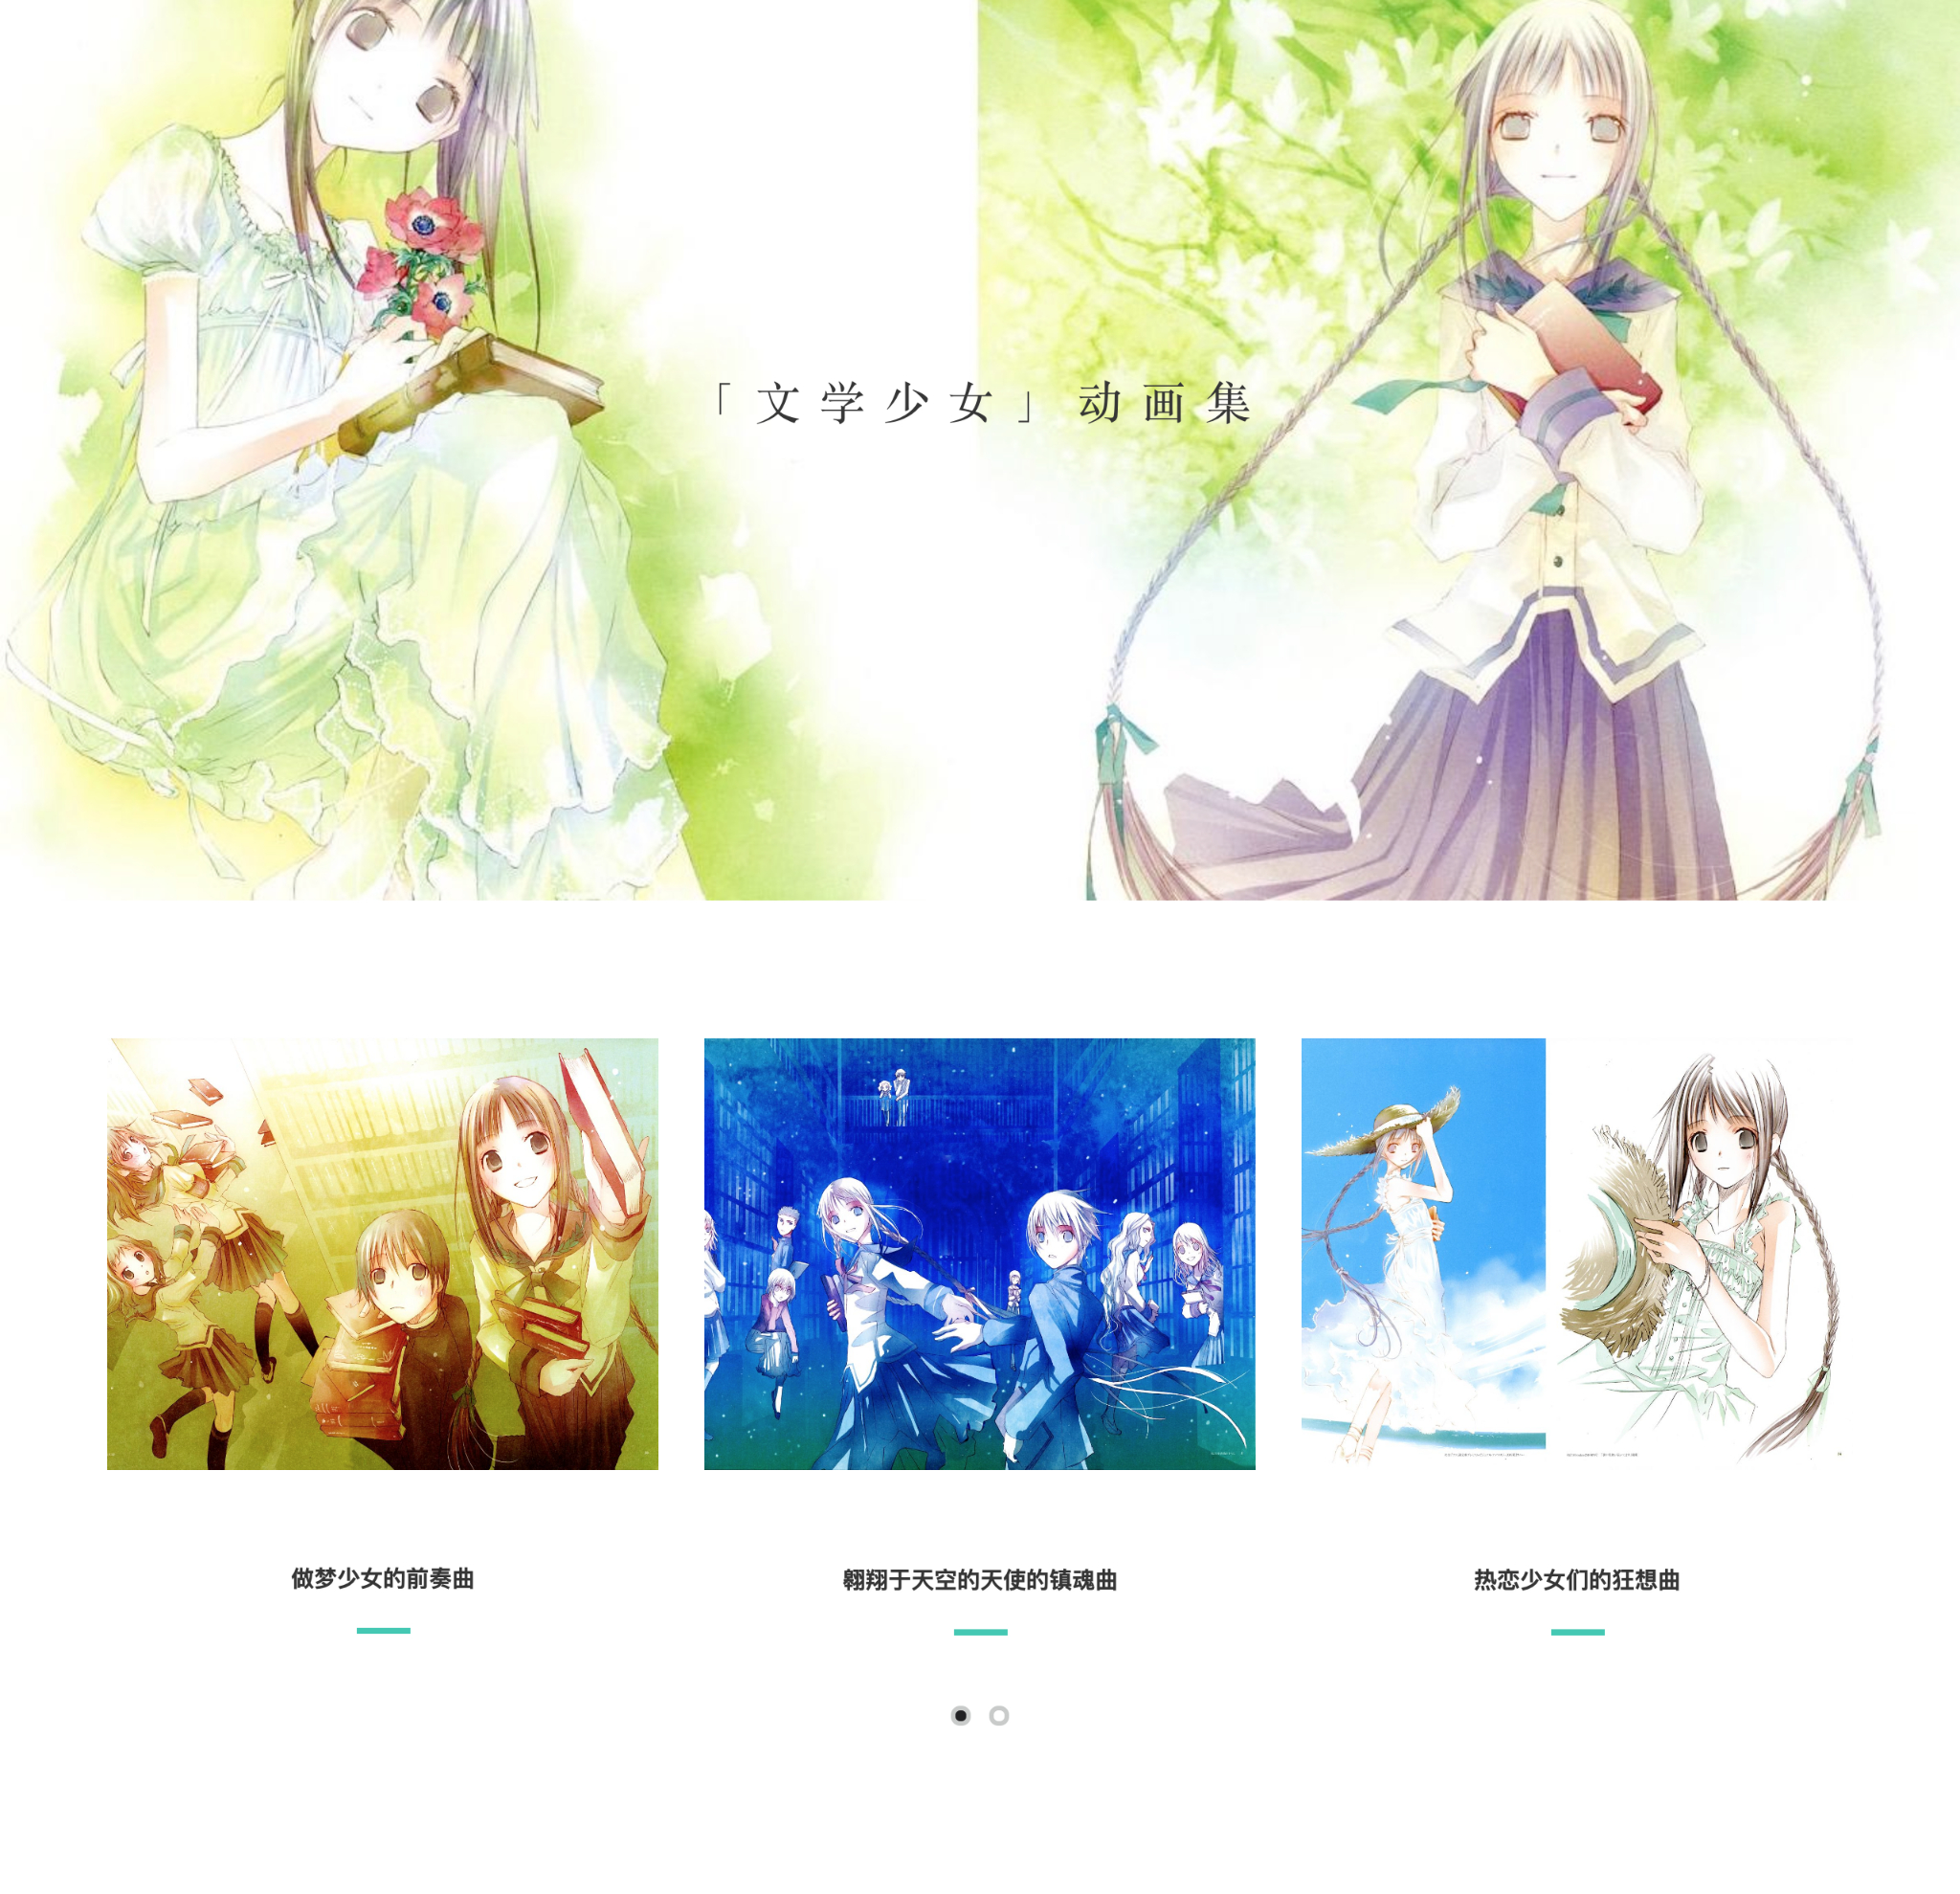 「文学少女」动画集
做梦少女的前奏曲
翱翔于天空的天使的镇魂曲
热恋少女们的狂想曲